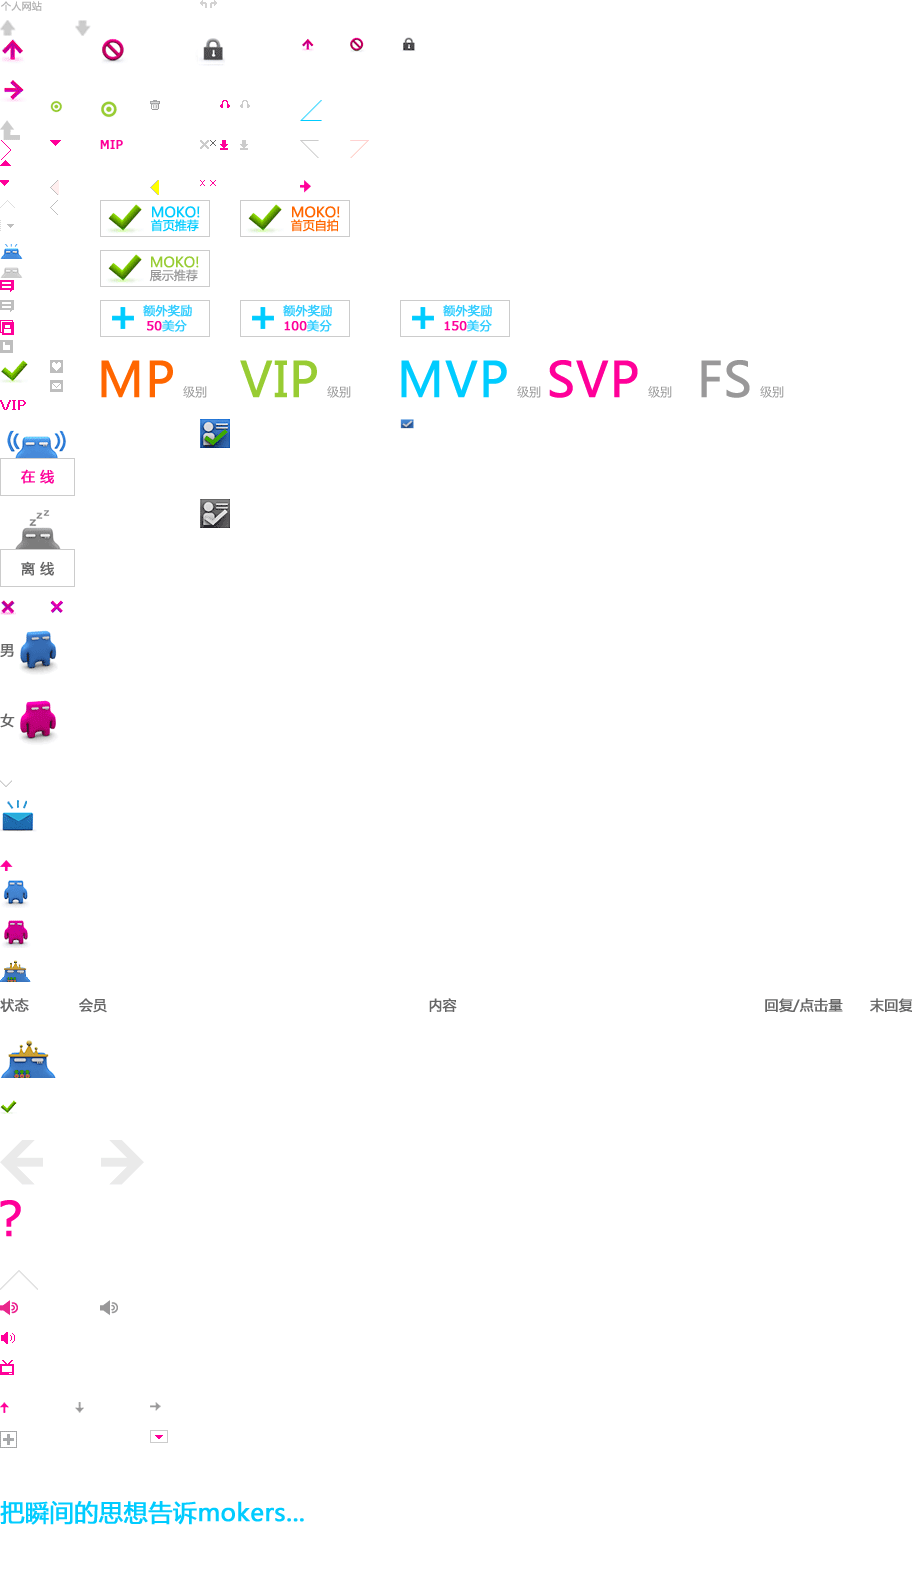 个人网站
MIP
MOKO!
首页推荐
MOKO!
首页自拍
MOKO!
展示推荐
额外奖励
50美分
额外奖励
100美分
额外奖励
150美分
MP 级别
VIP 级别
MVP 级别
SVP 级别
FS 级别
VIP
在 线
zzz
离 线
男
女
状态 会员 内容 回复/点击量 末回复
?
把瞬间的思想告诉mokers...